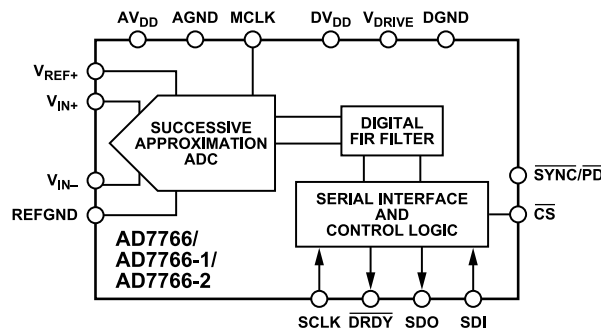 AVDD AGND MCLK DVDD VDRIVE DGND
VREF+
VIN+
SUCCESSIVE
APPROXIMATION
ADC
DIGITAL
FIR FILTER
VIN–
REFGND
SYNC/PD
SERIAL INTERFACE
AND
CONTROL LOGIC
CS
AD7766/
AD7766-1/
AD7766-2
SCLK DRDY SDO SDI